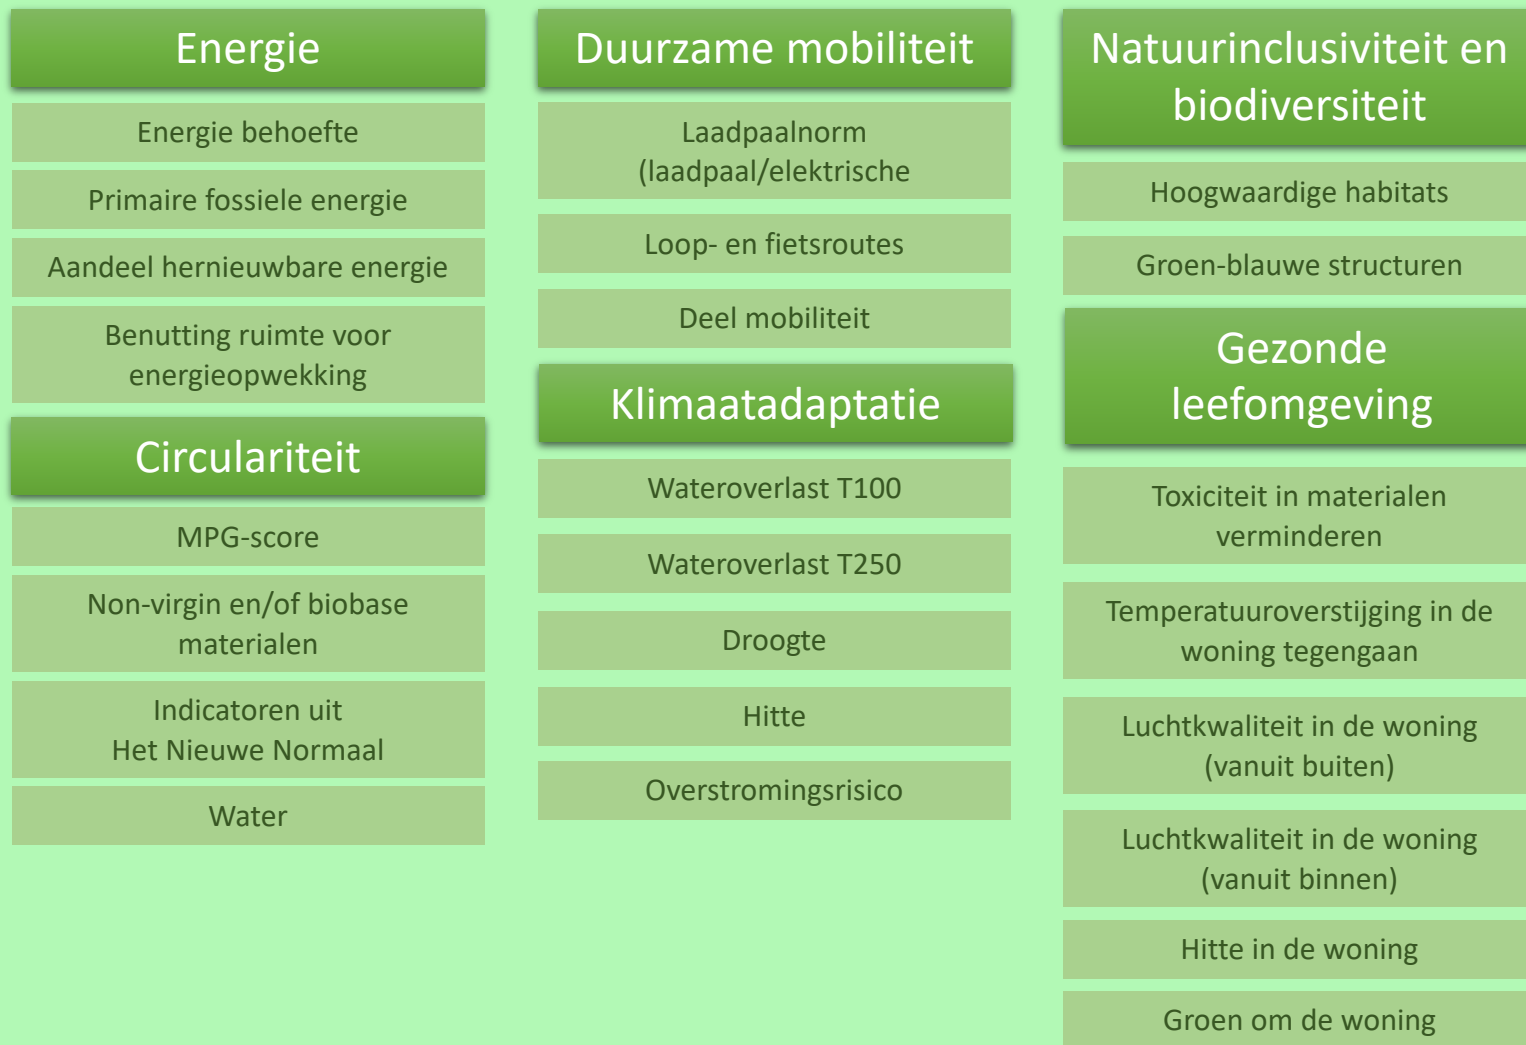 Energie
Energie behoefte
Primaire fossiele energie
Aandeel hernieuwbare energie
Benutting ruimte voor
energieopwekking
Circulariteit
MPG-score
Non-virgin en/of biobase
materialen
Indicatoren uit
Het Nieuwe Normaal
Water
Duurzame mobiliteit
Laadpaalnorm
(laadpaal/elektrische
Loop- en fietsroutes
Deel mobiliteit
Klimaatadaptatie
Wateroverlast T100
Wateroverlast T250
Droogte
Hitte
Overstromingsrisico
Natuurinclusiviteit en
biodiversiteit
Hoogwaardige habitats
Groen-blauwe structuren
Gezonde
leefomgeving
Toxiciteit in materialen
verminderen
Temperatuuroverstijging in de
woning tegengaan
Luchtkwaliteit in de woning
(vanuit buiten)
Luchtkwaliteit in de woning
(vanuit binnen)
Hitte in de woning
Groen om de woning